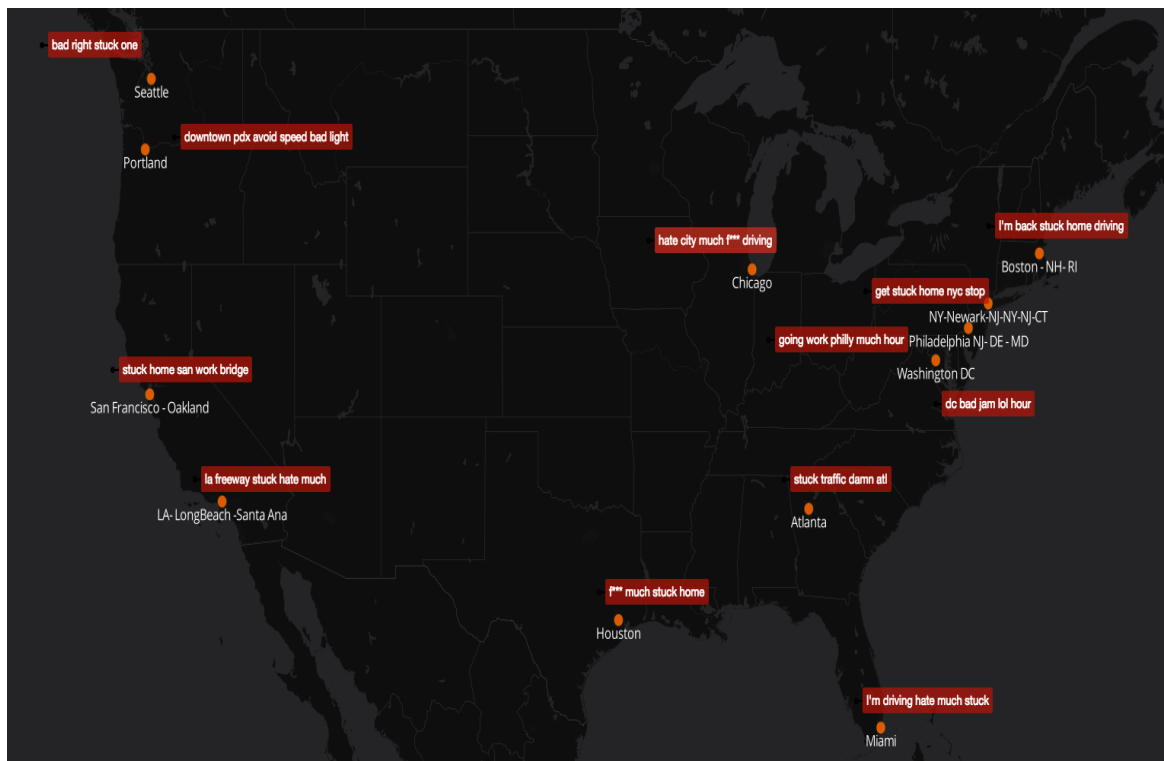 bad right stuck one
Seattle
downtown pdx avoid speed bad light
Portland
I'm back stuck home driving
hate city much f*** driving
Boston - NH- RI
Chicago
get stuck home nyc stop
NY-Newark-NJ-NY-NJ-CT
going work philly much hour
Philadelphia NJ- DE - MD
stuck home san work bridge
Washington DC
San Francisco - Oakland
dc bad jam lol hour
la freeway stuck hate much
stuck traffic damn atl
LA- LongBeach -Santa Ana
Atlanta
f*** much stuck home
Houston
I'm driving hate much stuck
Miami